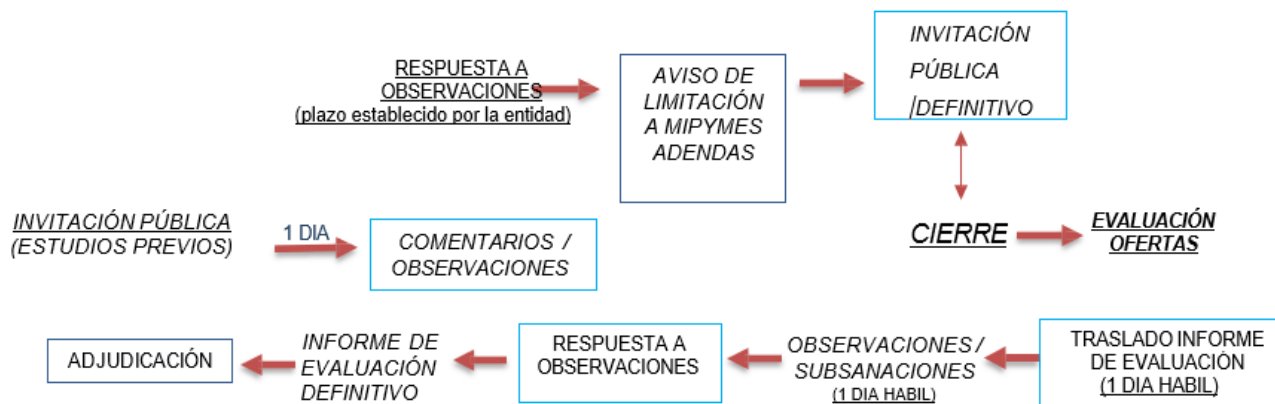 RESPUESTA A
OBSERVACIONES
(plazo establecido por la entidad)
AVISO DE
LIMITACIÓN
A MIPYMES
ADENDAS
INVITACIÓN
PÚBLICA
/DEFINITIVO
INVITACIÓN PÚBLICA
(ESTUDIOS PREVIOS)
1 DIA
COMENTARIOS /
OBSERVACIONES
CIERRE
EVALUACIÓN
OFERTAS
ADJUDICACIÓN
INFORME DE
EVALUACIÓN
DEFINITIVO
RESPUESTA A
OBSERVACIONES
OBSERVACIONES /
SUBSANACIONES
(1 DIA HABIL)
TRASLADO INFORME
DE EVALUACIÓN
(1 DIA HABIL)